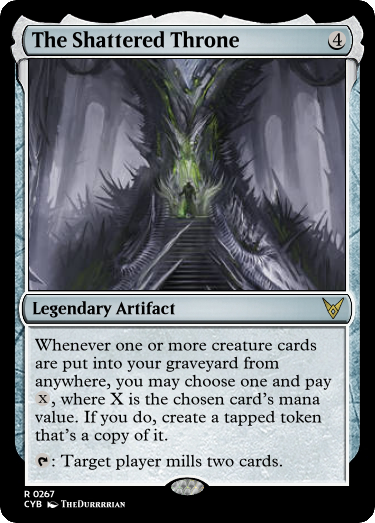 The Shattered Throne 4
Legendary Artifact
Whenever one or more creature cards
are put into your graveyard from
anywhere, you may choose one and pay
X, where X is the chosen card's mana
value. If you do, create a tapped token
that's a copy of it.
: Target player mills two cards.
R 0267
CYB TheDurrrrian